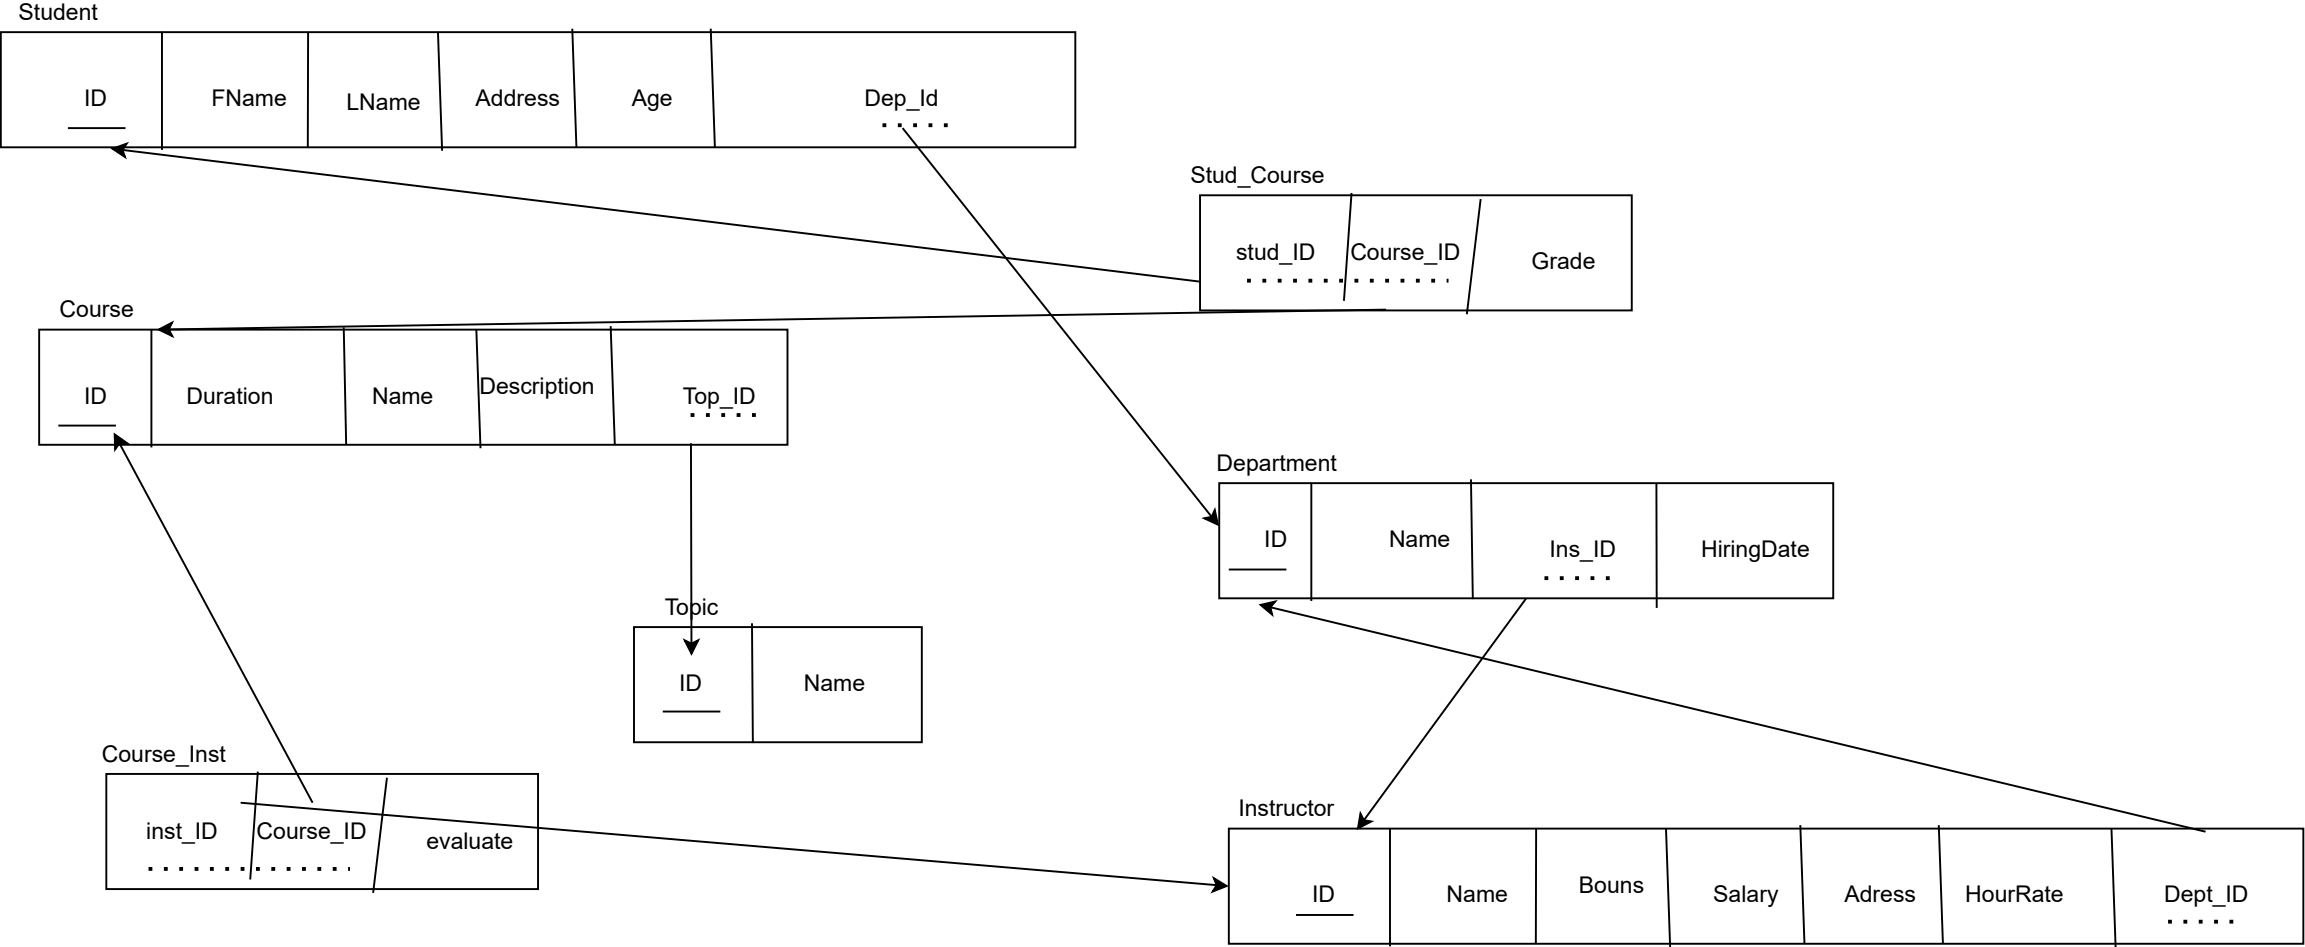 Student
ID FName LName Address Age Dep_Id
Stud_Course
stud_ID Course_ID Grade
Course
ID Duration Name Description Top_ID
Department
ID Name Ins_ID HiringDate
Topic
ID Name
Course_Inst
inst_ID Course_ID evaluate
Instructor
ID Name Bouns Salary Adress HourRate Dept_ID